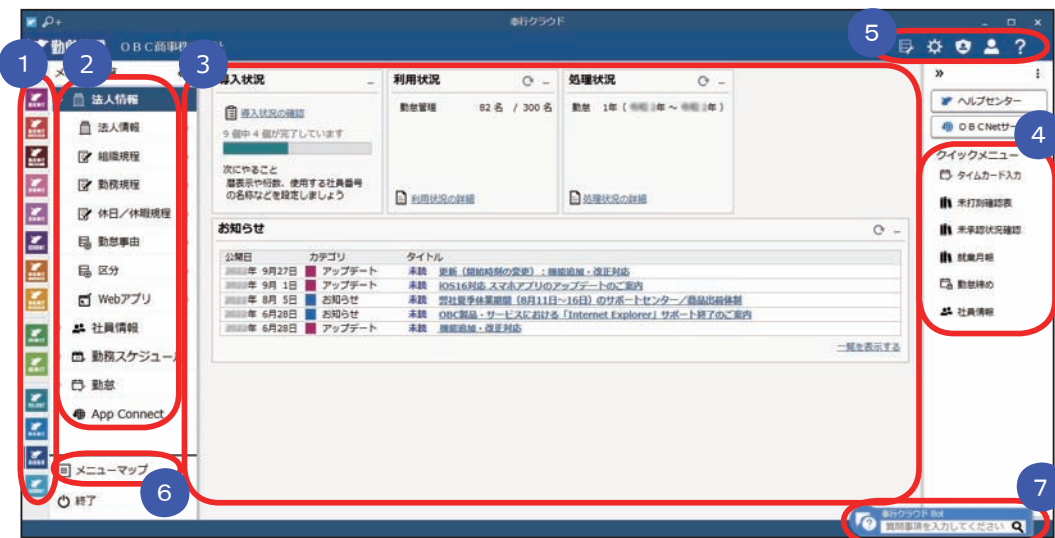 奉行クラウド
OBC商事
5
1
2
3
導入状況
導入状況の確認
9 個中 4 個が完了しています
次にやること
暦表示や桁数、使用する社員番号
の名称などを設定しましょう
利用状況
勤怠管理 82 名 / 300 名
利用状況の詳細
処理状況
勤怠 1年 ( 年 ~ 年 )
処理状況の詳細
お知らせ
公開日 カテゴリ タイトル
年 9月27日 アップデート 未読 更新（開始時刻の変更）：機能追加・改正対応
年 9月 1日 アップデート 未読 iOS16対応 スマホアプリのアップデートのご案内
年 8月 5日 お知らせ 未読 弊社夏季休業期間（8月11日~16日）のサポートセンター／商品出荷体制
年 6月28日 お知らせ 未読 OBC製品・サービスにおける「Internet Explorer」サポート終了のご案内
年 6月28日 アップデート 未読 機能追加・改正対応
一覧を表示する
法人情報
法人情報
組織規程
勤務規程
休日／休暇規程
勤怠事由
区分
Webアプリ
社員情報
勤務スケジュール
勤怠
App Connect
メニューマップ
6
終了
ヘルプセンター
OBCNetサ
4
クイックメニュー
タイムカード入力
未打刻確認表
未承認状況確認
就業月報
勤怠締め
社員情報
7
奉行クラウド Bot
質問事項を入力してください